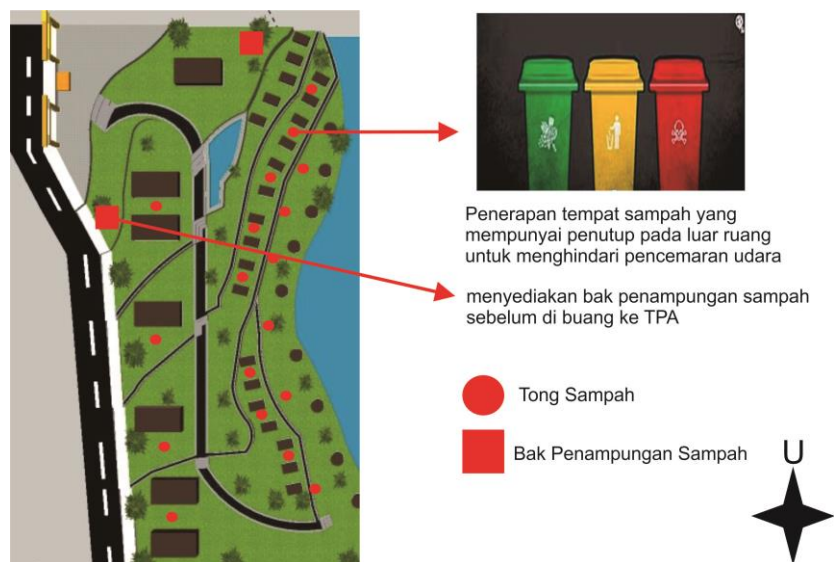 Penerapan tempat sampah yang
mempunyai penutup pada luar ruang
untuk menghindari pencemaran udara
menyediakan bak penampungan sampah
sebelum di buang ke TPA
Tong Sampah
Bak Penampungan Sampah
U